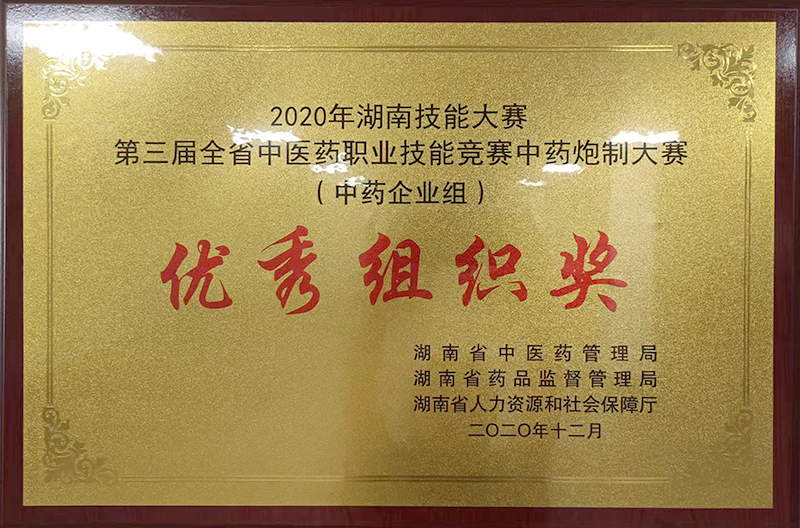 2020年湖南技能大赛
第三届全省中医药职业技能竞赛中药炮制大赛
（中药企业组）
优秀组织奖
湖南省中医药管理局
湖南省药品监督管理局
湖南省人力资源和社会保障厅
二〇二〇年十二月